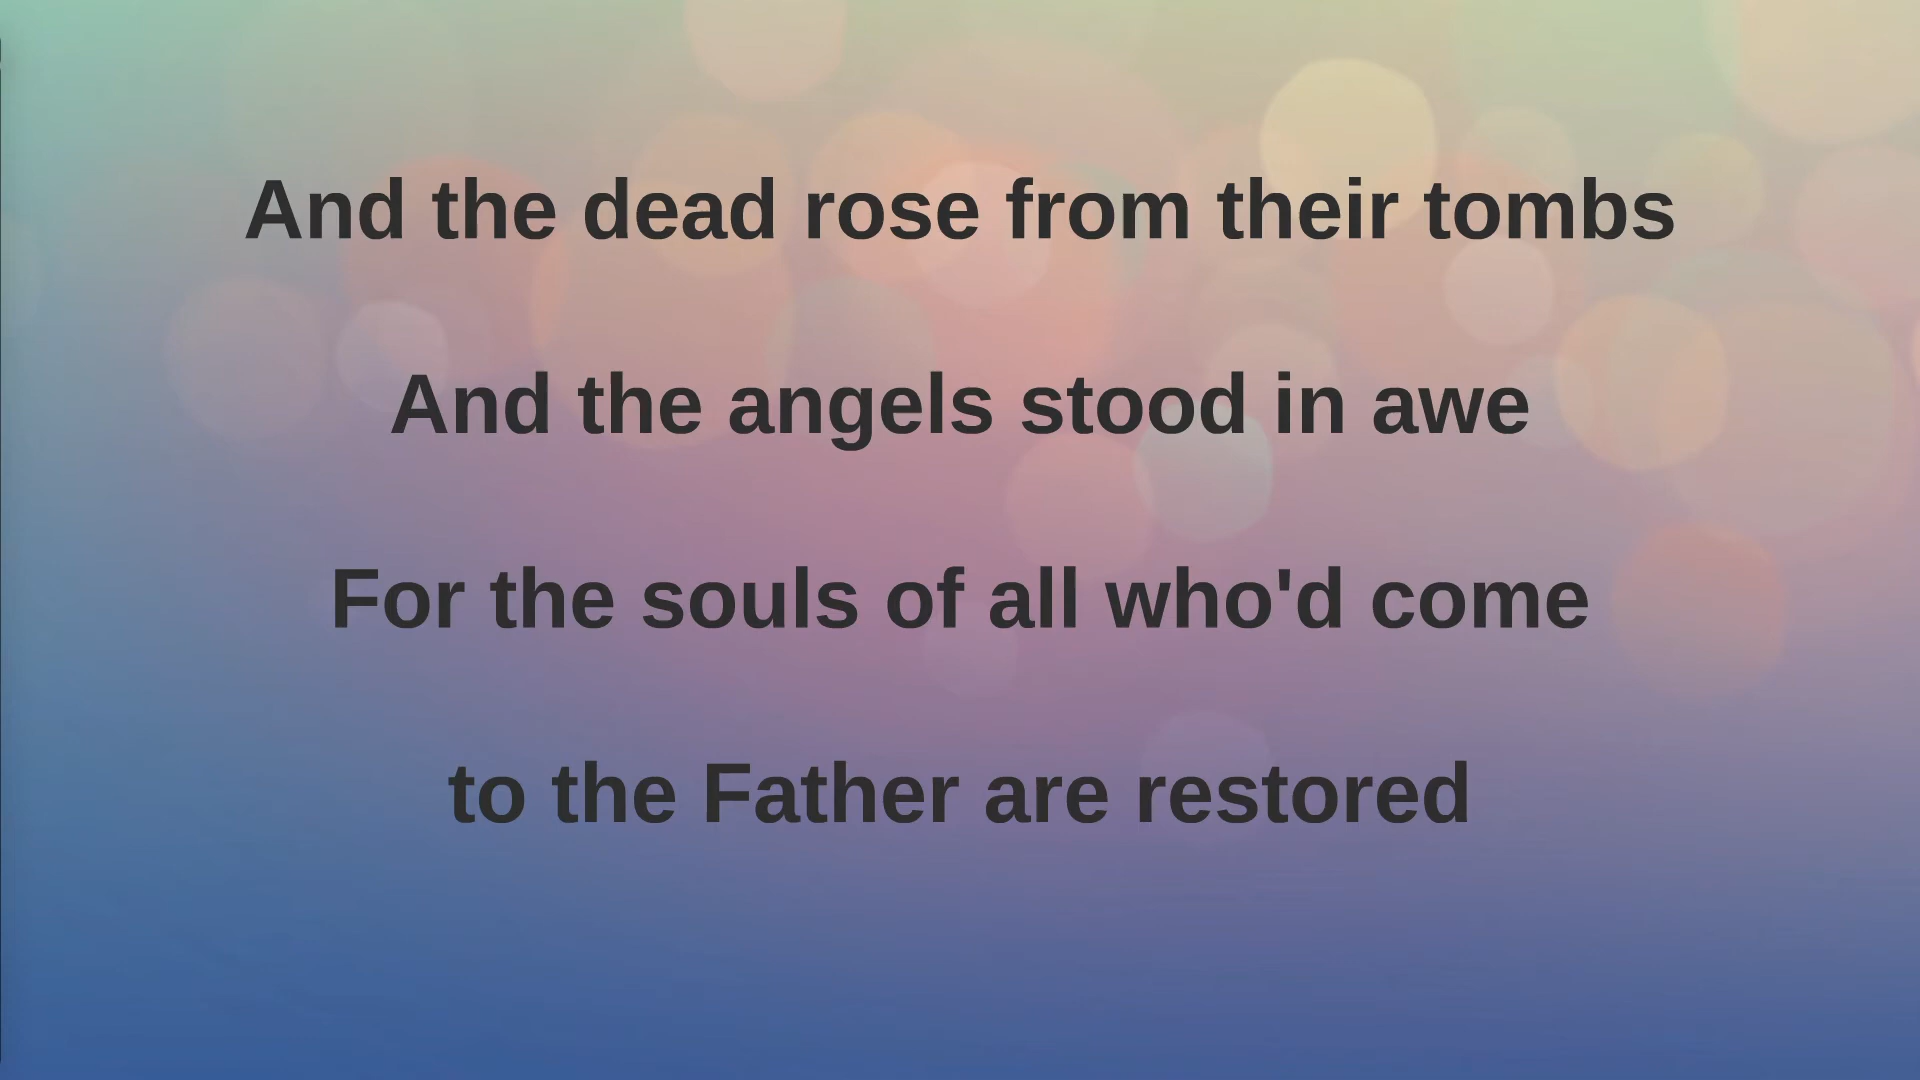 And the dead rose from their tombs
And the angels stood in awe
For the souls of all who'd come
to the Father are restored